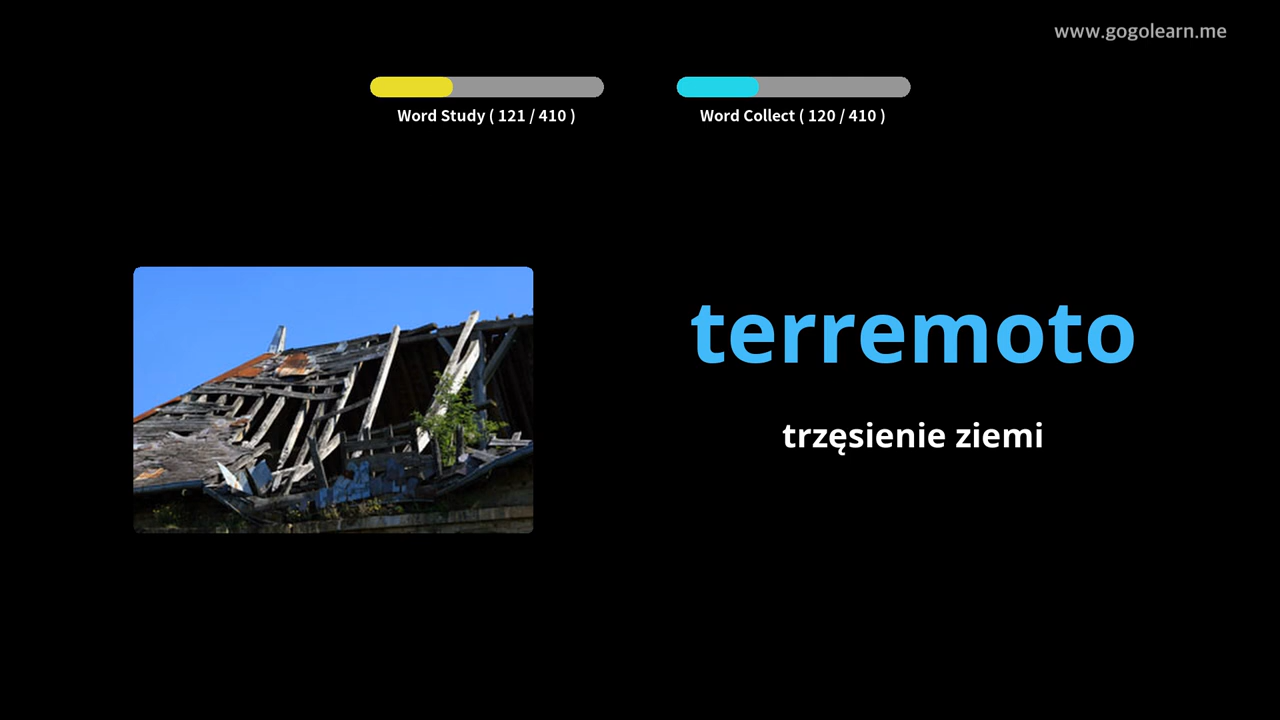 www.gogolearn.me
Word Study ( 121 / 410 )
Word Collect ( 120 / 410 )
terremoto
trzęsienie ziemi